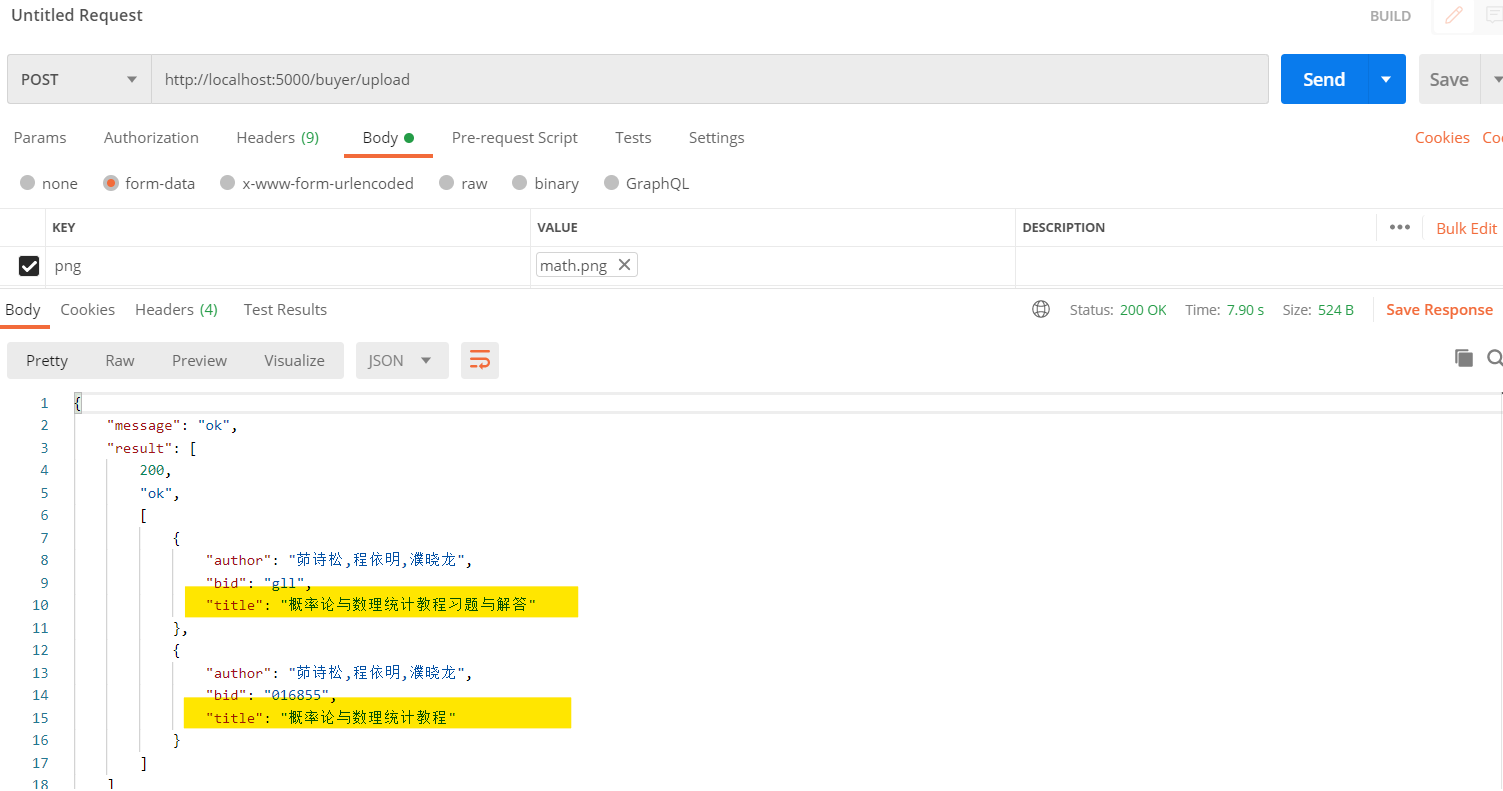 Untitled Request BUILD
POST http://localhost:5000/buyer/upload Send Save
Params Authorization Headers (9) Body Pre-request Script Tests Settings Cookies
none form-data x-www-form-urlencoded raw binary GraphQL
KEY VALUE DESCRIPTION ••• Bulk Edit
png math.png
Body Cookies Headers (4) Test Results Status: 200 OK Time: 7.90 s Size: 524 B Save Response
Pretty Raw Preview Visualize JSON
1 {
2 "message": "ok",
3 "result": [
4 200,
5 "ok",
6 [
7 {
8 "author": "茆诗松,程依明,濮晓龙",
9 "bid": "gll",
10 "title": "概率论与数理统计教程习题与解答"
11 },
12 {
13 "author": "茆诗松,程依明,濮晓龙",
14 "bid": "016855",
15 "title": "概率论与数理统计教程"
16 }
17 ]
18 ]